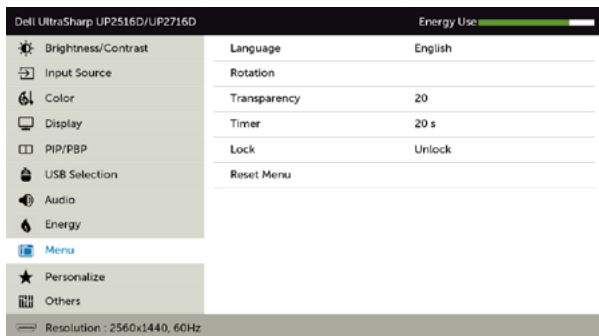 Dell UltraSharp UP2516D/UP2716D Energy Use
Brightness/Contrast Language English
Input Source Rotation
Color Transparency 20
Display Timer 20 s
PIP/PBP Lock Unlock
USB Selection Reset Menu
Audio
Energy
Menu
Personalize
Others
Resolution : 2560x1440, 60Hz